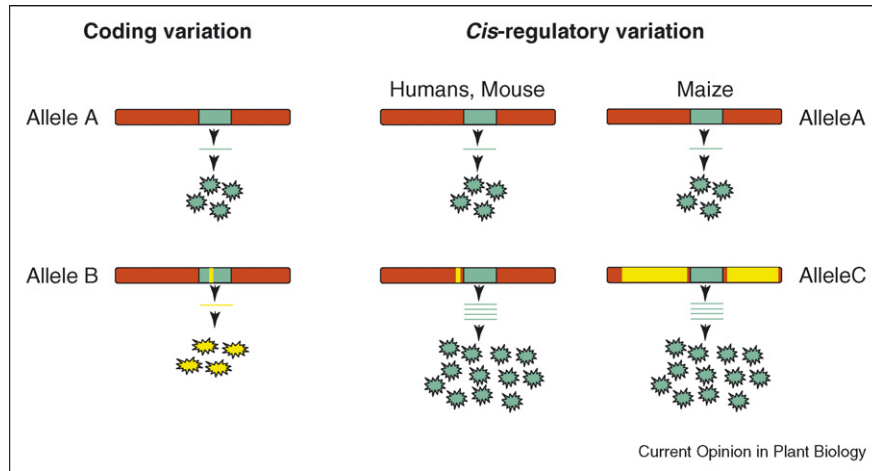 Coding variation
Cis-regulatory variation
Humans, Mouse
Maize
Allele A
AlleleA
Allele B
AlleleC
Current Opinion in Plant Biology